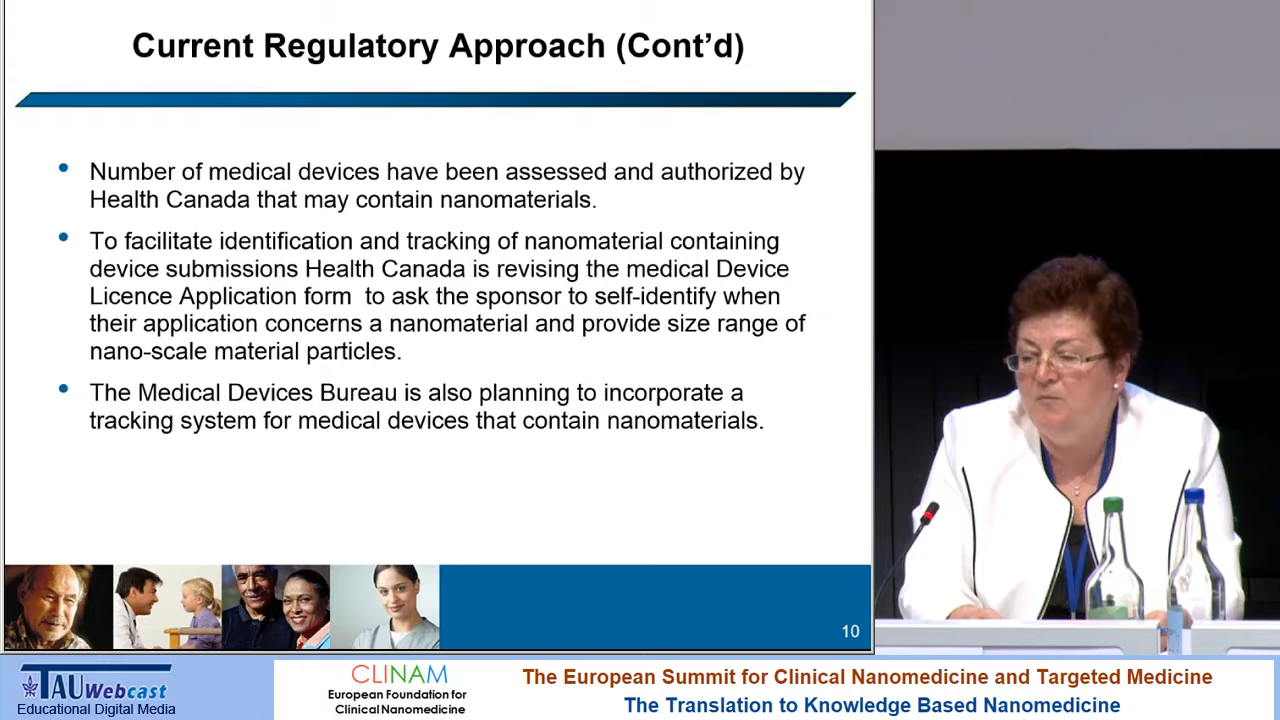 Current Regulatory Approach (Cont'd)
• Number of medical devices have been assessed and authorized by
Health Canada that may contain nanomaterials.
• To facilitate identification and tracking of nanomaterial containing
device submissions Health Canada is revising the medical Device
Licence Application form to ask the sponsor to self-identify when
their application concerns a nanomaterial and provide size range of
nano-scale material particles.
• The Medical Devices Bureau is also planning to incorporate a
tracking system for medical devices that contain nanomaterials.
10
TAU Webcast
Educational Digital Media
CLINAM
European Foundation for
Clinical Nanomedicine
The European Summit for Clinical Nanomedicine and Targeted Medicine
The Translation to Knowledge Based Nanomedicine